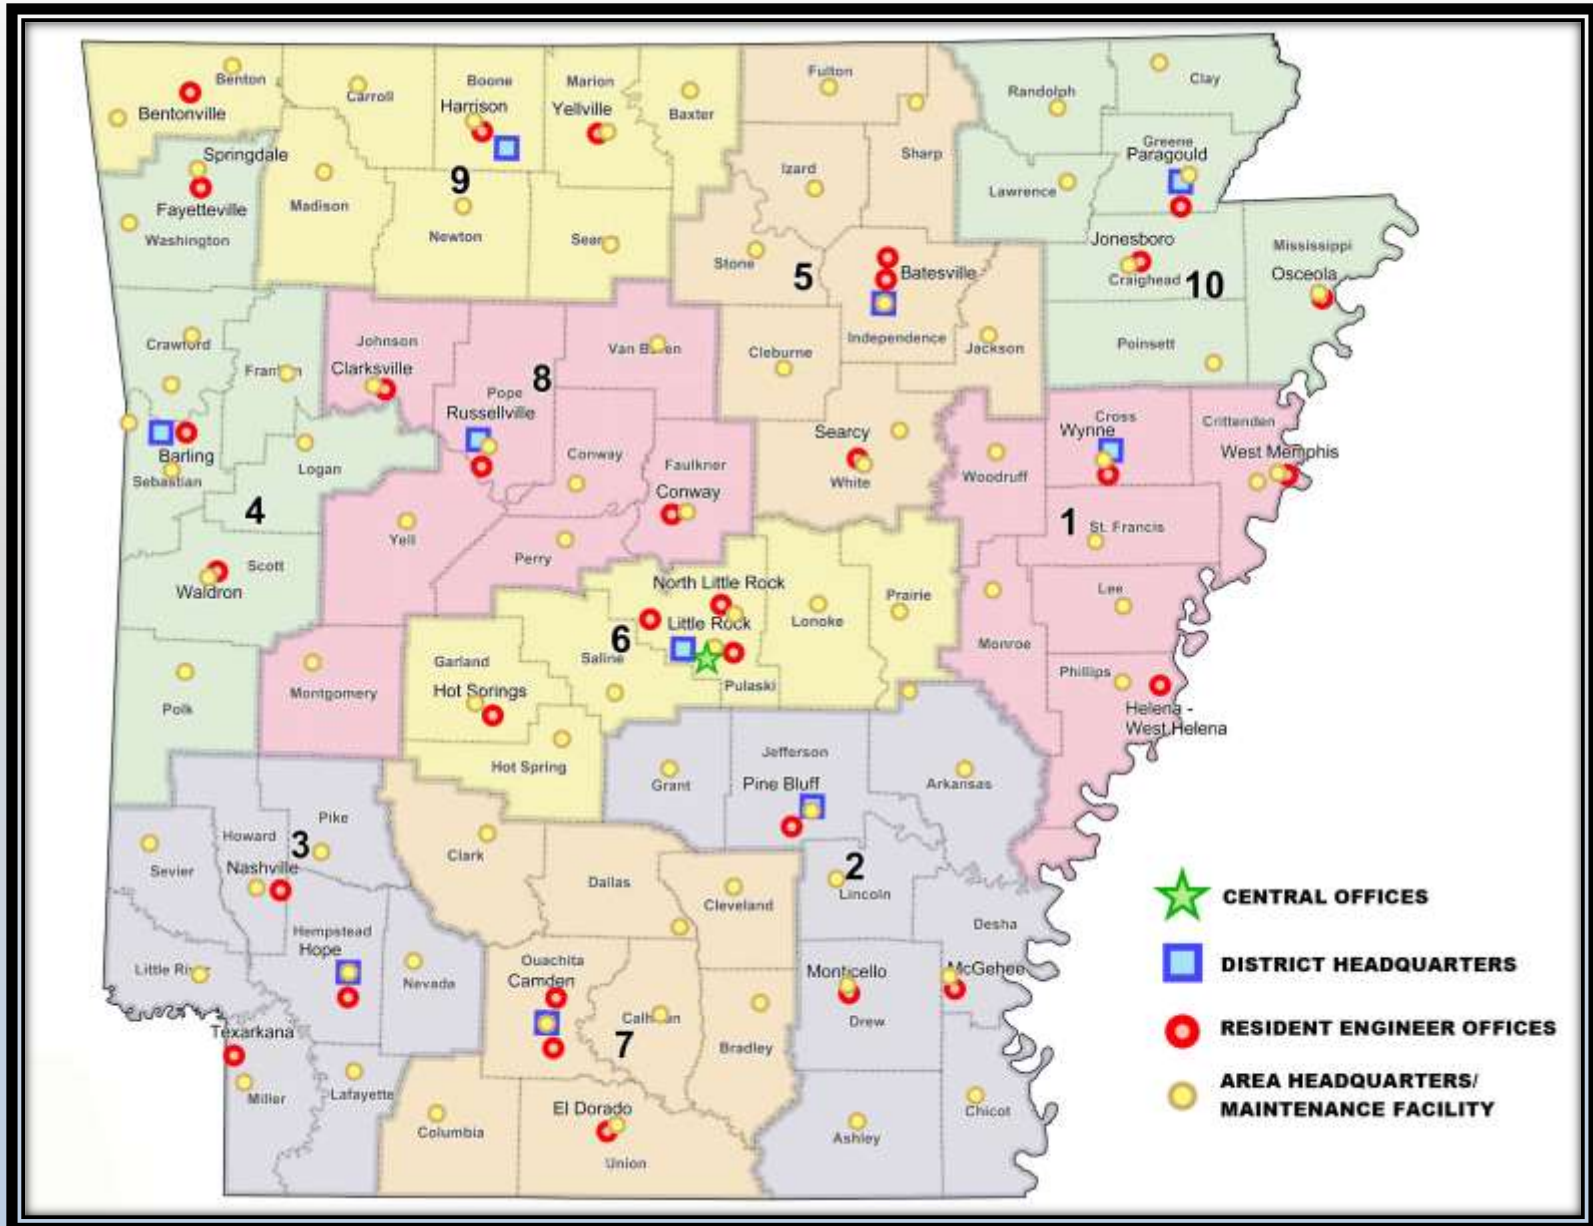 Benton
Bentonville
Carroll
Boone
Harrison
Marion
Yellville
Baxter
Fulton
Sharp
Randolph
Clay
Greene
Paragould
Springdale
Fayetteville
Washington
Madison
9
Newton
Searcy
Izard
Stone
5
Batesville
Independence
Jackson
Lawrence
Jonesboro
Craighead
10
Mississippi
Osceola
Poinsett
Crawford
Franklin
Johnson
Clarksville
8
Pope
Russellville
Van Buren
Cleburne
Searcy
White
Woodruff
Cross
Wynne
Crittenden
West Memphis
Barling
Sebastian
Logan
4
Conway
Faulkner
Conway
Yell
Perry
1
St. Francis
Scott
Waldron
North Little Rock
Little Rock
6
Saline
Pulaski
Lonoke
Prairie
Monroe
Lee
Phillips
Helena -
West Helena
Polk
Montgomery
Garland
Hot Springs
Hot Spring
Grant
Jefferson
Pine Bluff
Arkansas
Sevier
Howard
Pike
3
Nashville
Clark
Dallas
Cleveland
2
Lincoln
Desha
Little River
Hempstead
Hope
Nevada
Ouachita
Camden
Calhoun
7
Bradley
Monticello
Drew
McGehee
Texarkana
Miller
Lafayette
Columbia
El Dorado
Union
Ashley
Chicot
CENTRAL OFFICES
DISTRICT HEADQUARTERS
RESIDENT ENGINEER OFFICES
AREA HEADQUARTERS/
MAINTENANCE FACILITY